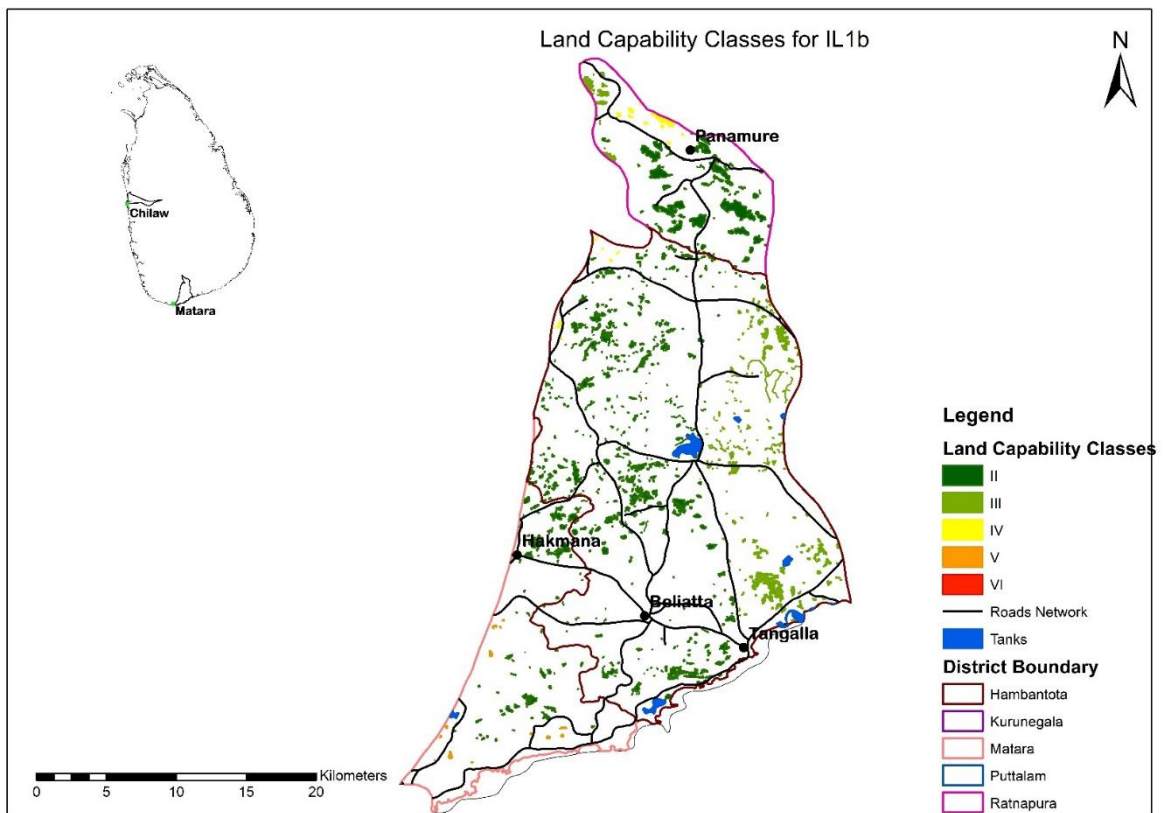 Land Capability Classes for IL1b
N
Chilaw
Matara
Panamure
Hakmana
Beliatta
Tangalla
Legend
Land Capability Classes
II
III
IV
V
VI
Roads Network
Tanks
District Boundary
Hambantota
Kurunegala
Matara
Puttalam
Ratnapura
Kilometers
0 5 10 20